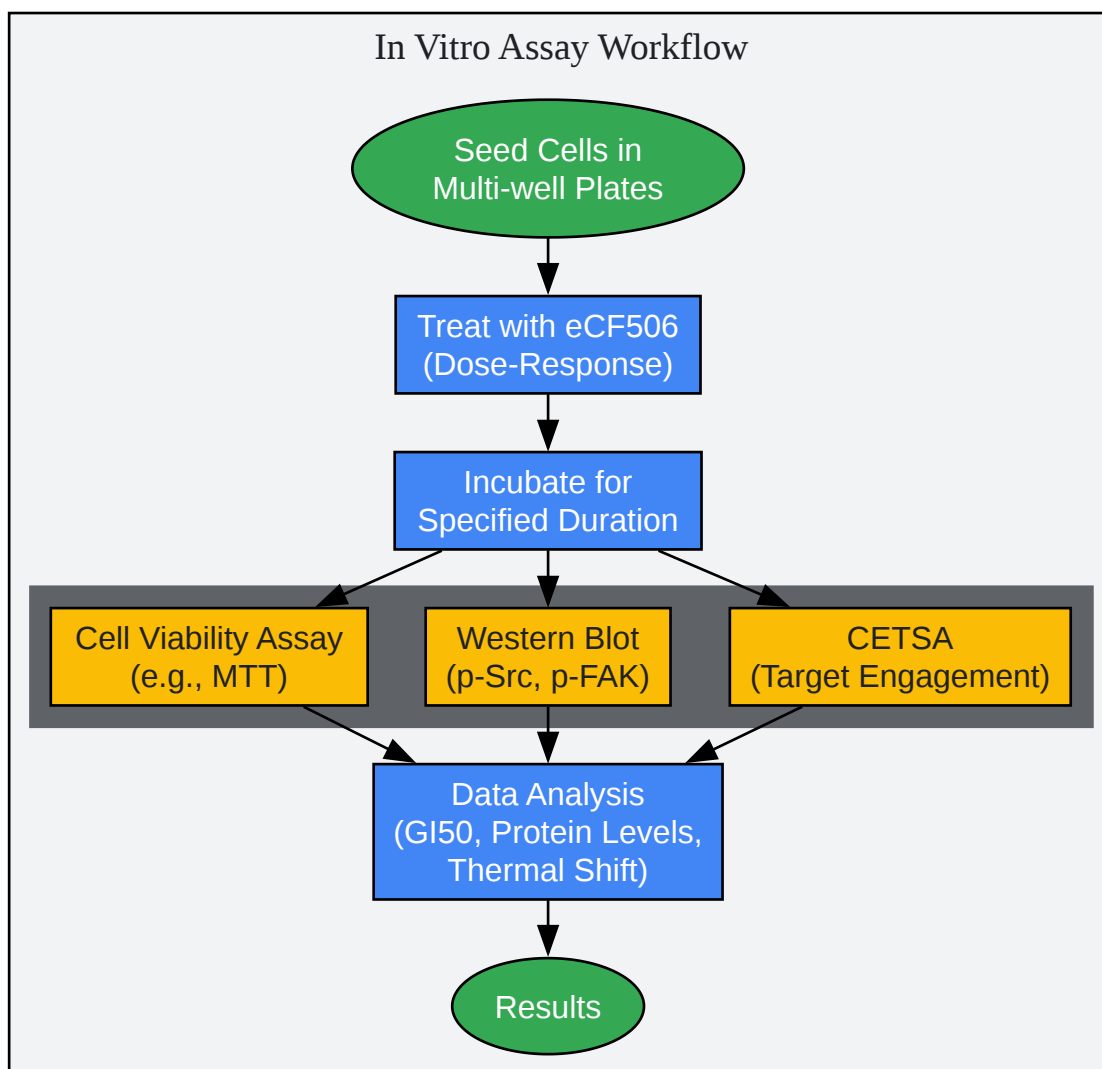 In Vitro Assay Workflow
Seed Cells in
Multi-well Plates
Treat with eCF506
(Dose-Response)
Incubate for
Specified Duration
Cell Viability Assay
(e.g., MTT)
Western Blot
(p-Src, p-FAK)
CETSA
(Target Engagement)
Data Analysis
(GI50, Protein Levels,
Thermal Shift)
Results